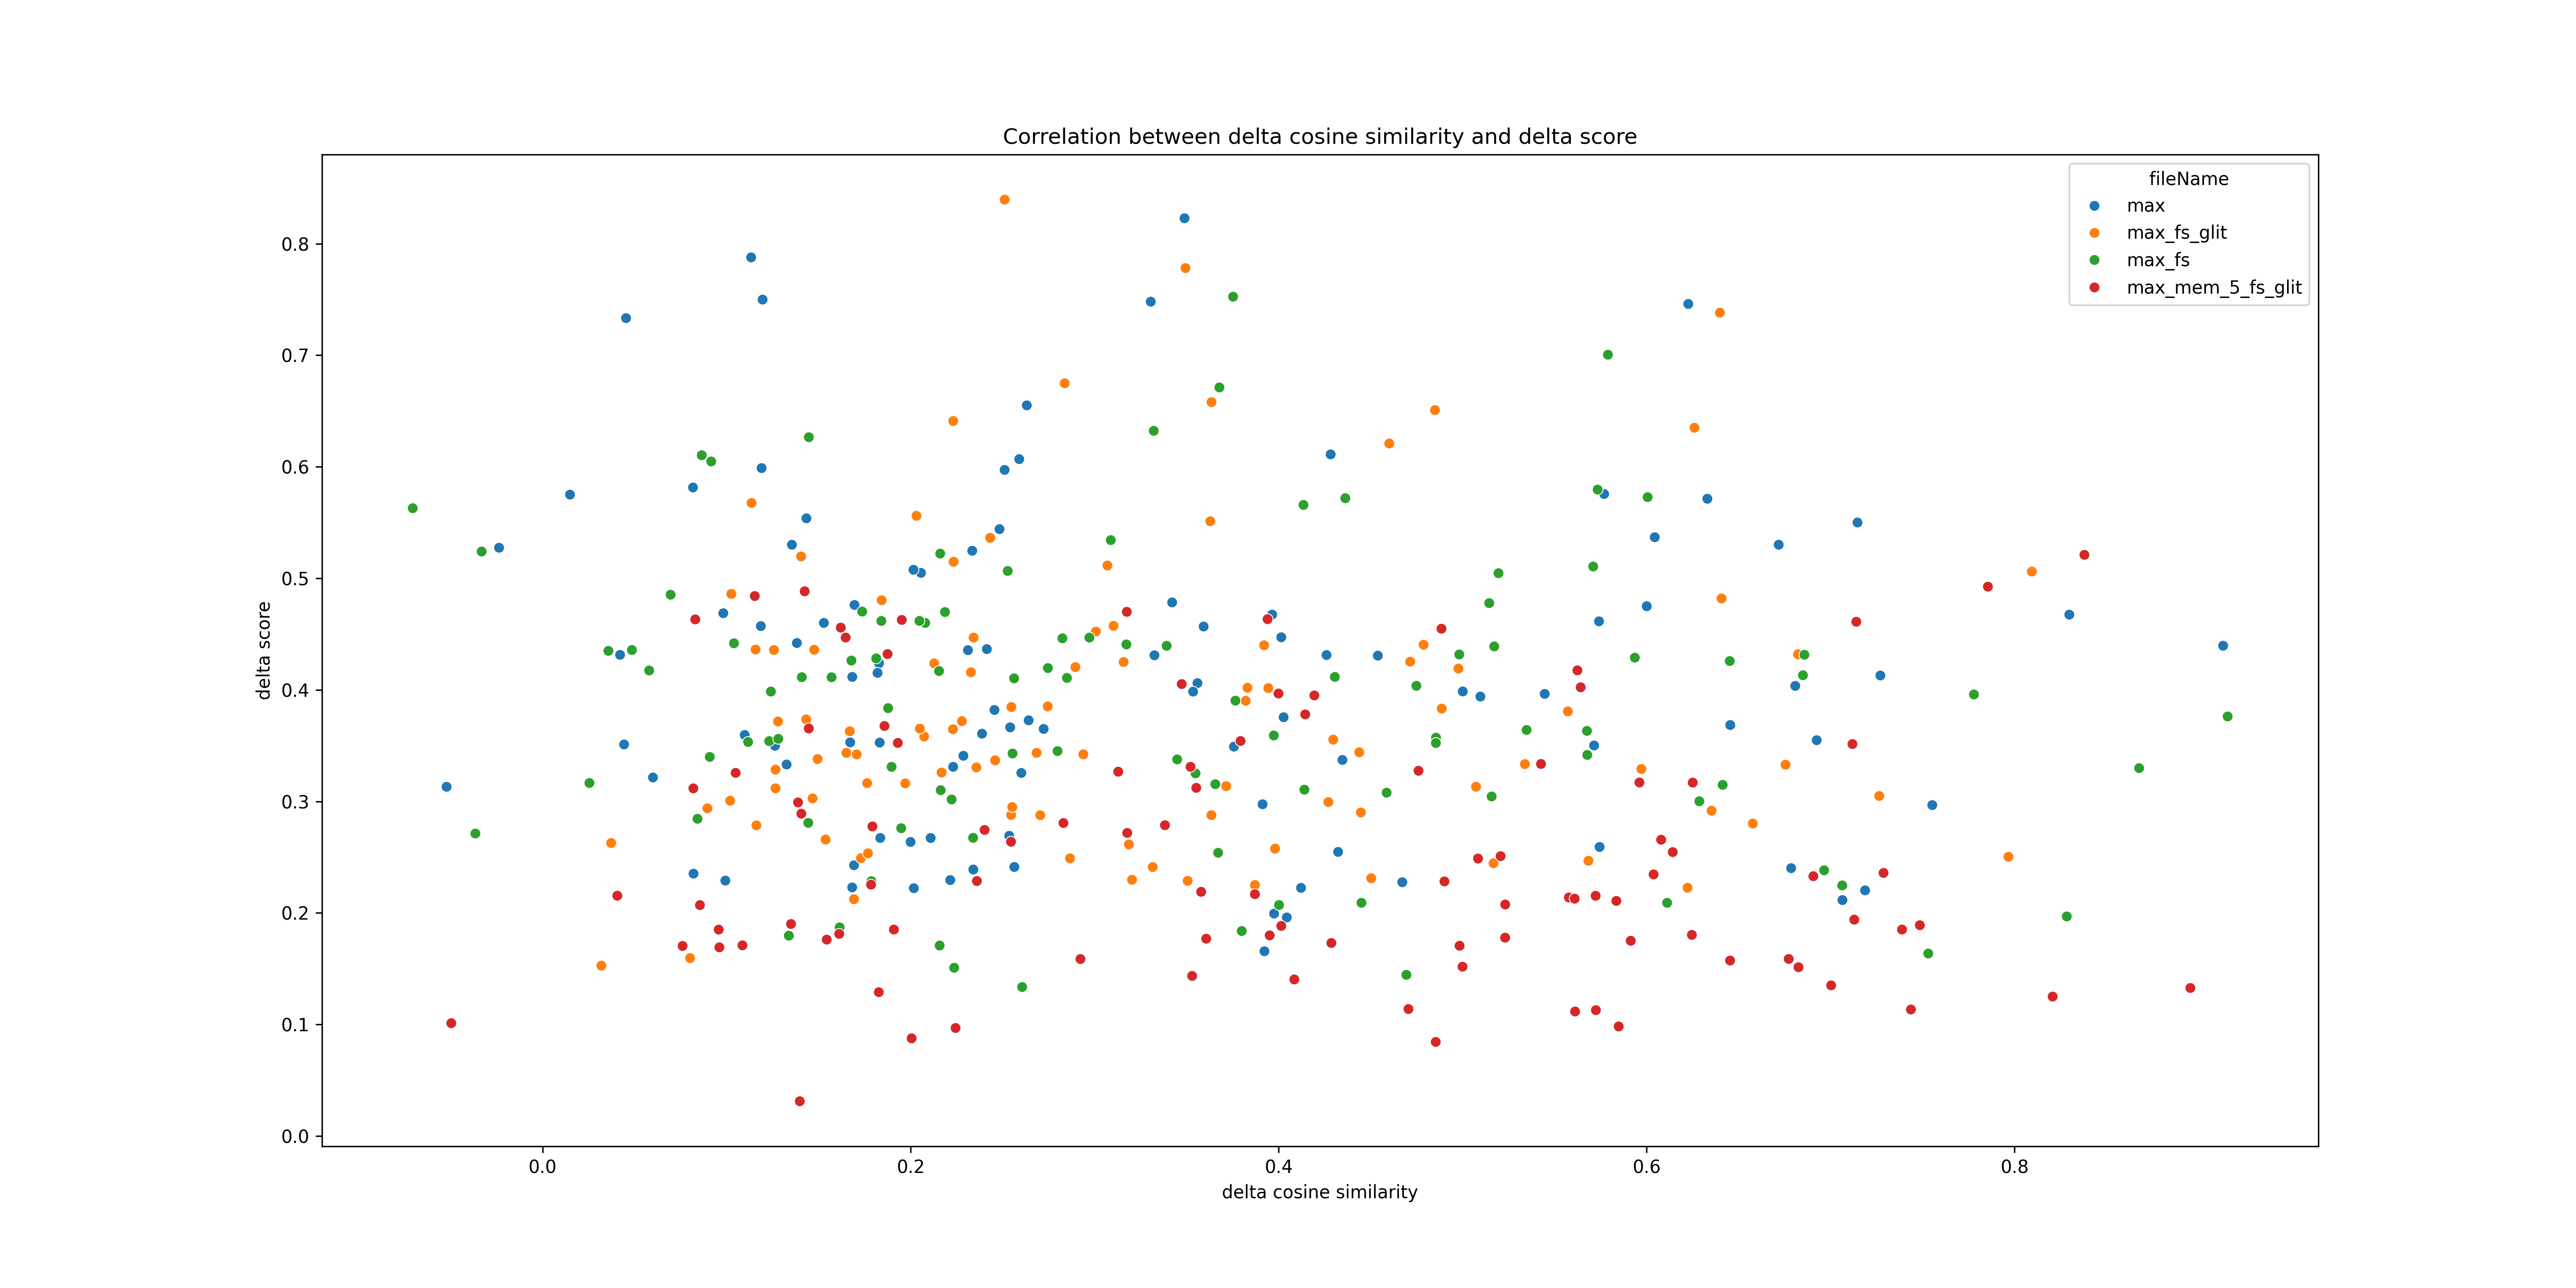 Correlation between delta cosine similarity and delta score
fileName
max
max_fs_glit
max_fs
max_mem_5_fs_glit
delta score
0.8
0.7
0.6
0.5
0.4
0.3
0.2
0.1
0.0
0.0 0.2 0.4 0.6 0.8
delta cosine similarity